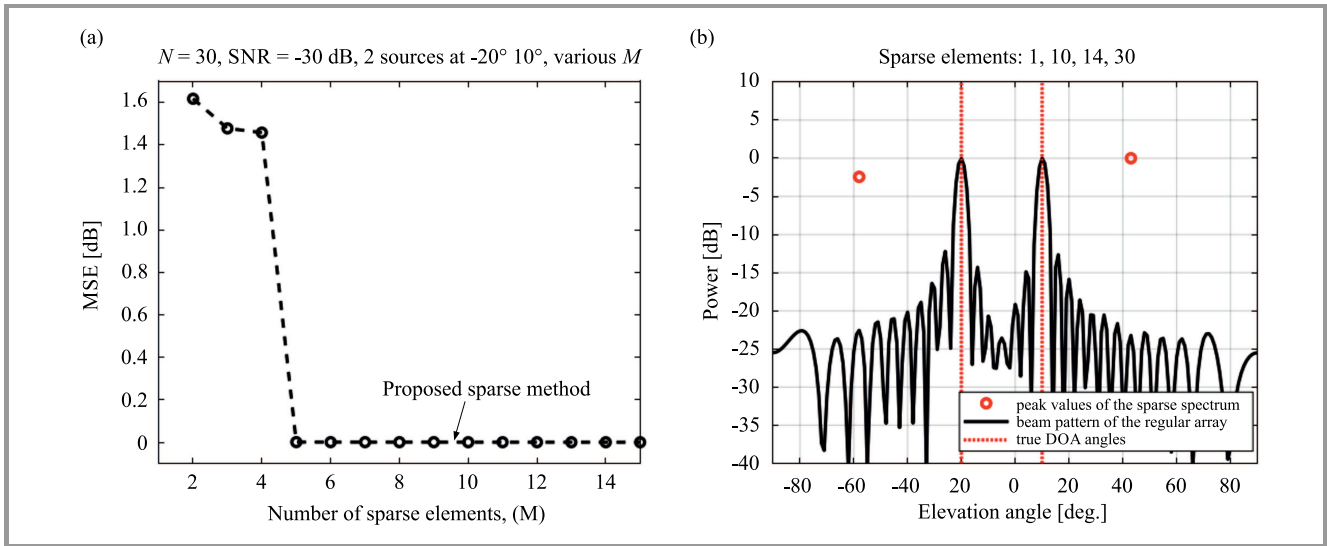 (a)
N = 30, SNR = -30 dB, 2 sources at -20° 10°, various M
MSE [dB]
1.6
1.4
1.2
1.0
0.8
0.6
0.4
0.2
0
Proposed sparse method
2 4 6 8 10 12 14
Number of sparse elements, (M)
(b)
Sparse elements: 1, 10, 14, 30
Power [dB]
10
5
0
-5
-10
-15
-20
-25
-30
-35
-40
peak values of the sparse spectrum
beam pattern of the regular array
true DOA angles
-80 -60 -40 20 0 20 40 60 80
Elevation angle [deg.]